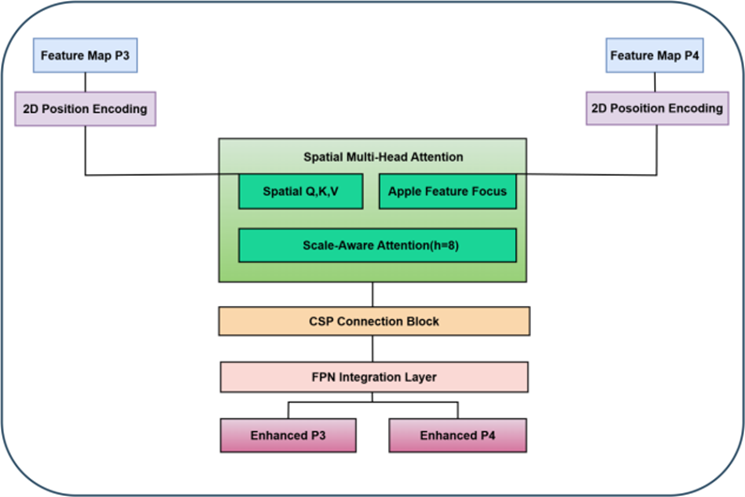 Feature Map P3
Feature Map P4
2D Position Encoding
2D Posoition Encoding
Spatial Multi-Head Attention
Spatial Q,K,V
Apple Feature Focus
Scale-Aware Attention(h=8)
CSP Connection Block
FPN Integration Layer
Enhanced P3
Enhanced P4